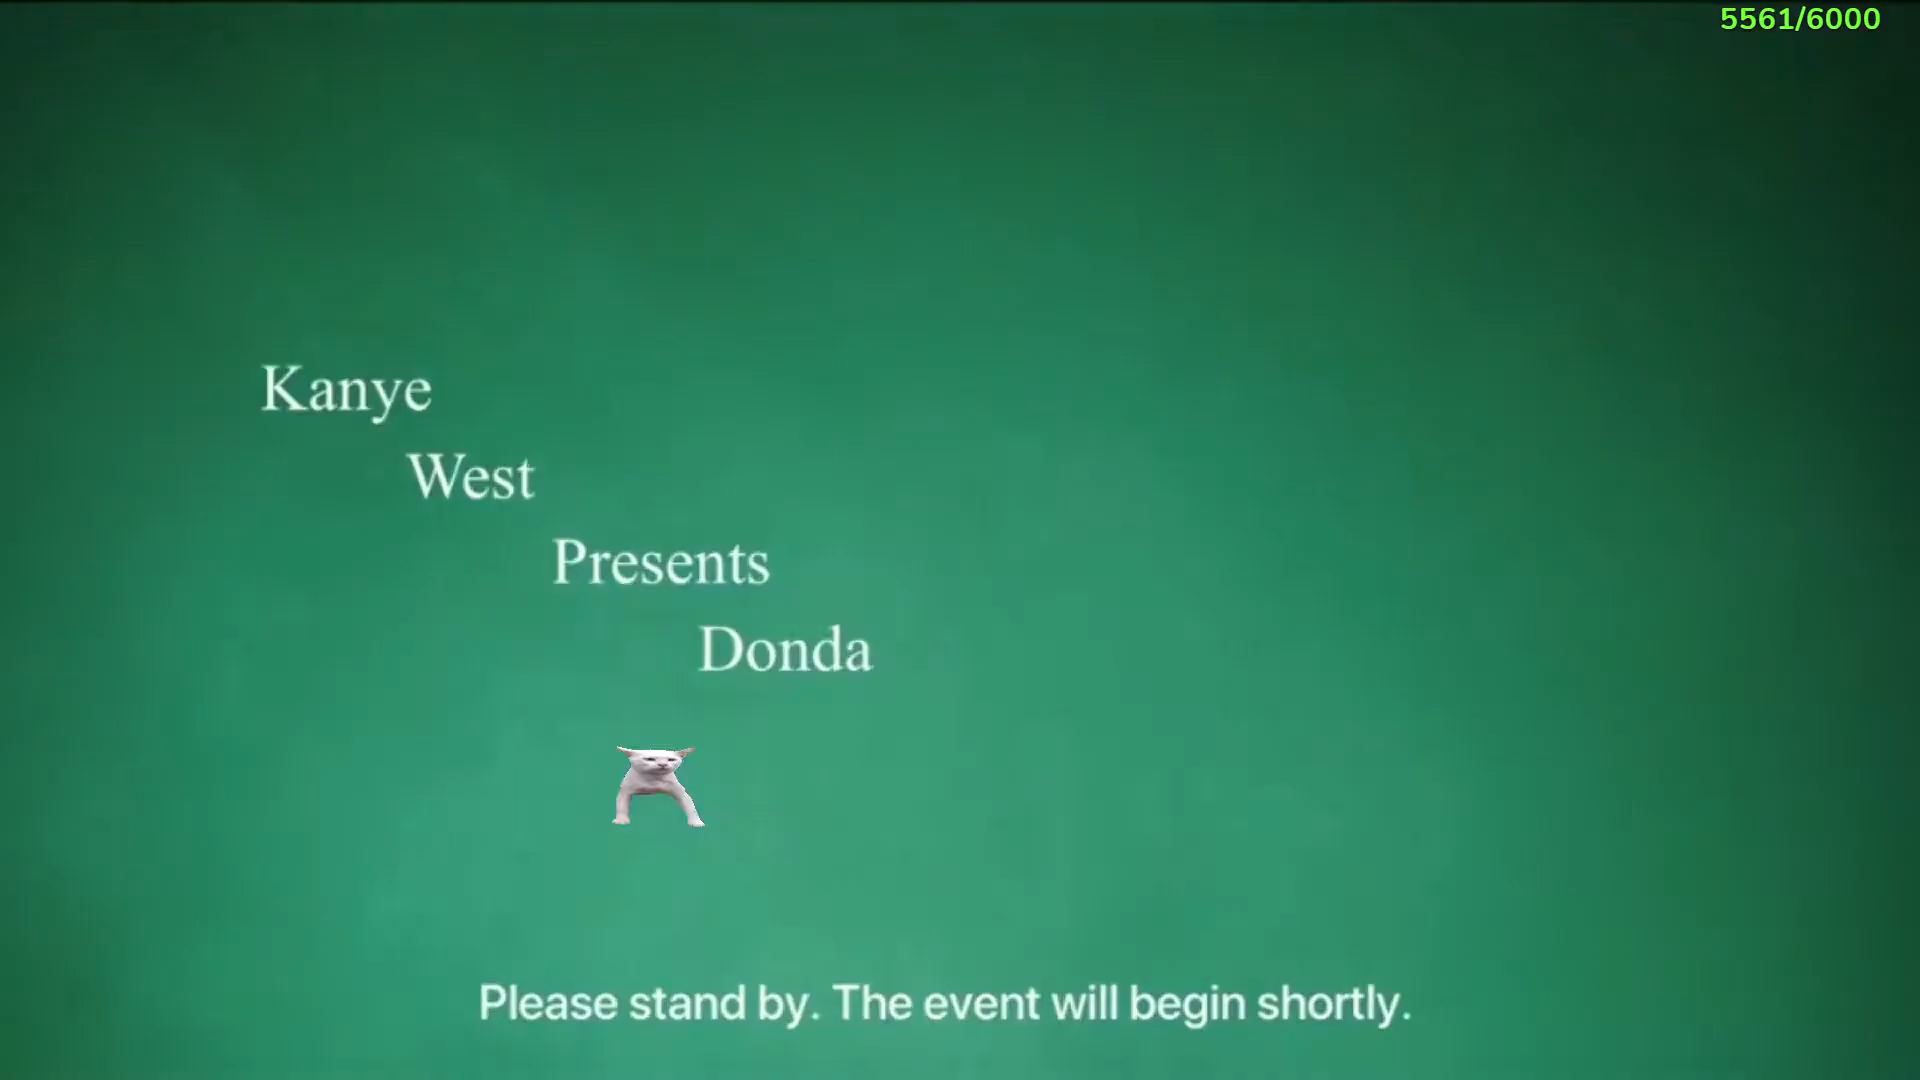 5561/6000
Kanye
West
Presents
Donda
Please stand by. The event will begin shortly.